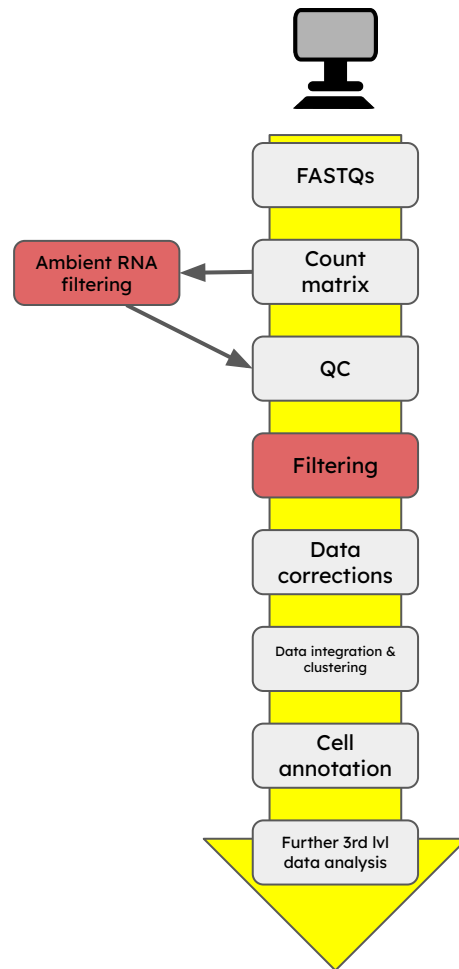 FASTQs
Count
matrix
Ambient RNA
filtering
QC
Filtering
Data
corrections
Data integration &
clustering
Cell
annotation
Further 3rd lvl
data analysis